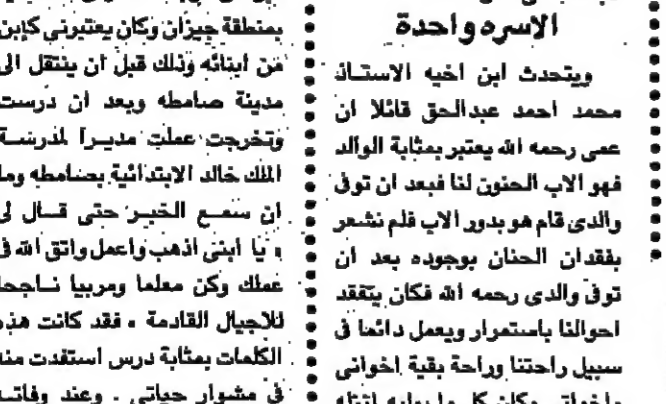 الاسره واحدة
ويتحدث ابن اخيه الاستاذ
محمد احمد عبدالحق قائلا ان
عمى رحمه الله يعتبر بمثابة الوالد
فهو الاب الحنون لنا فبعد ان توفى
والدى قام هو بدور الاب فلم نشعر
بفقدان الحنان بوجوده بعد ان
توفى والدى رحمه الله فكان يتفقد
احوالنا باستمرار ويعمل دائما فى
سبيل راحتنا وراحة بقية اخوانى
بمنطقة جيزان وكان يعتبرنى كإبن
من ابنائه وذلك قبل ان ينتقل الى
مدينة صامطه وبعد ان درست
وتخرجت عملت مديرا لمدرسة
الملك خالد الابتدائية بصامطه وما
ان سمع الخبر حتى قال لى
« يا ابنى اذهب واعمل واتق الله فى
عملك وكن معلما ومربيا ناجحا
للاجيال القادمة » فقد كانت هذه
الكلمات بمثابة درس استفدت منه
فى مشوار حياتى . وعند وفاته